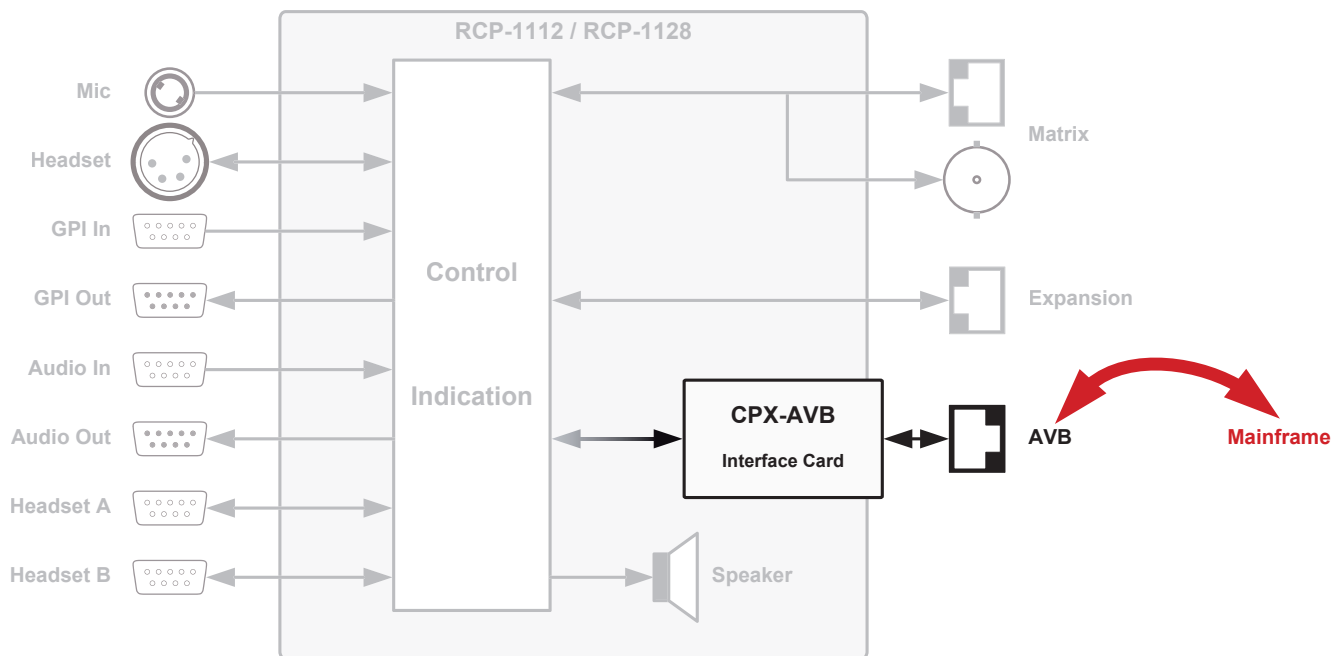 RCP-1112 / RCP-1128
Mic
Headset
GPI In
GPI Out
Audio In
Audio Out
Headset A
Headset B
Control
Indication
Matrix
Expansion
CPX-AVB
Interface Card
AVB
Mainframe
Speaker